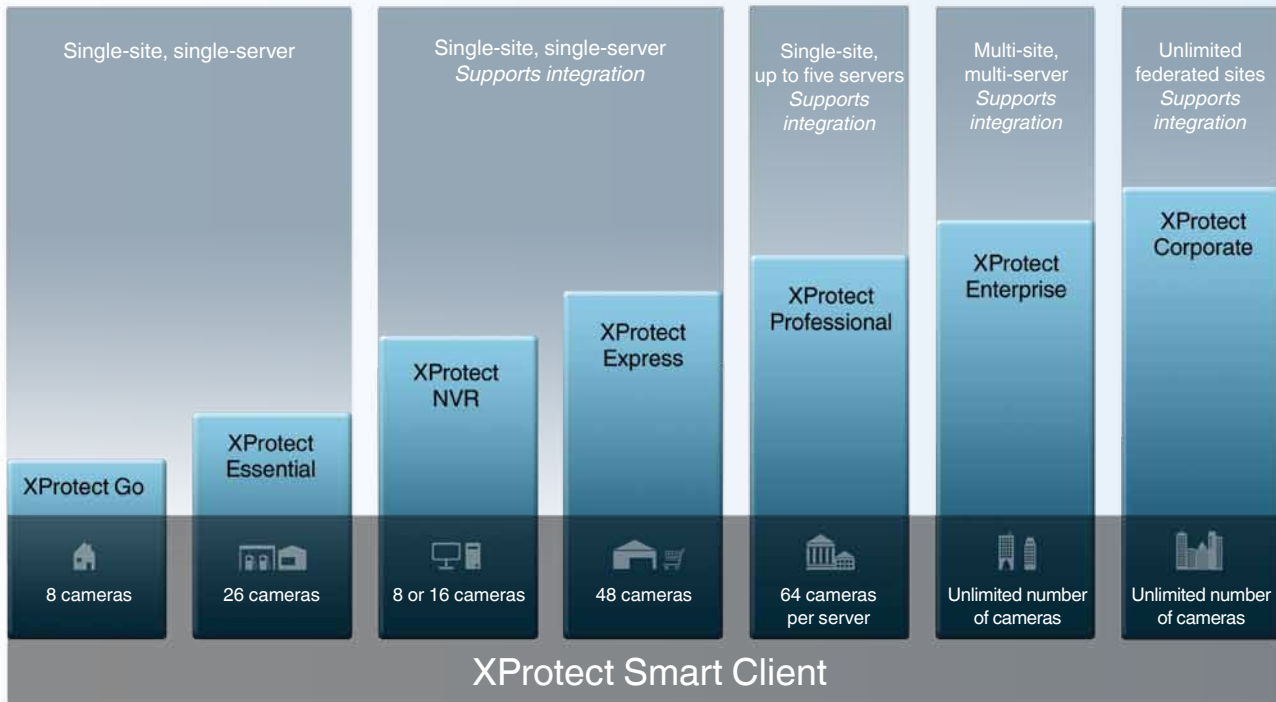 Single-site, single-server
Single-site, single-server
Supports integration
Single-site,
up to five servers
Supports
integration
Multi-site,
multi-server
Supports
integration
Unlimited
federated sites
Supports
integration
XProtect Go
8 cameras
XProtect
Essential
26 cameras
XProtect
NVR
8 or 16 cameras
XProtect
Express
48 cameras
XProtect
Professional
64 cameras
per server
XProtect
Enterprise
Unlimited number
of cameras
XProtect
Corporate
Unlimited number
of cameras
XProtect Smart Client